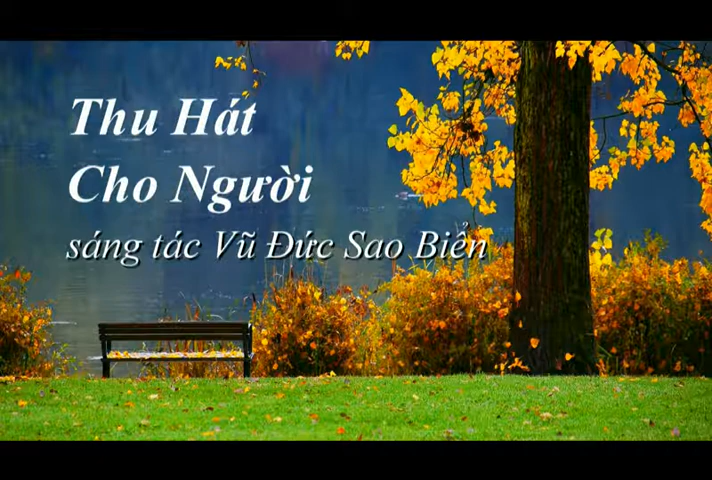 Thu Hát
Cho Người
sáng tác Vũ Đức Sao Biển